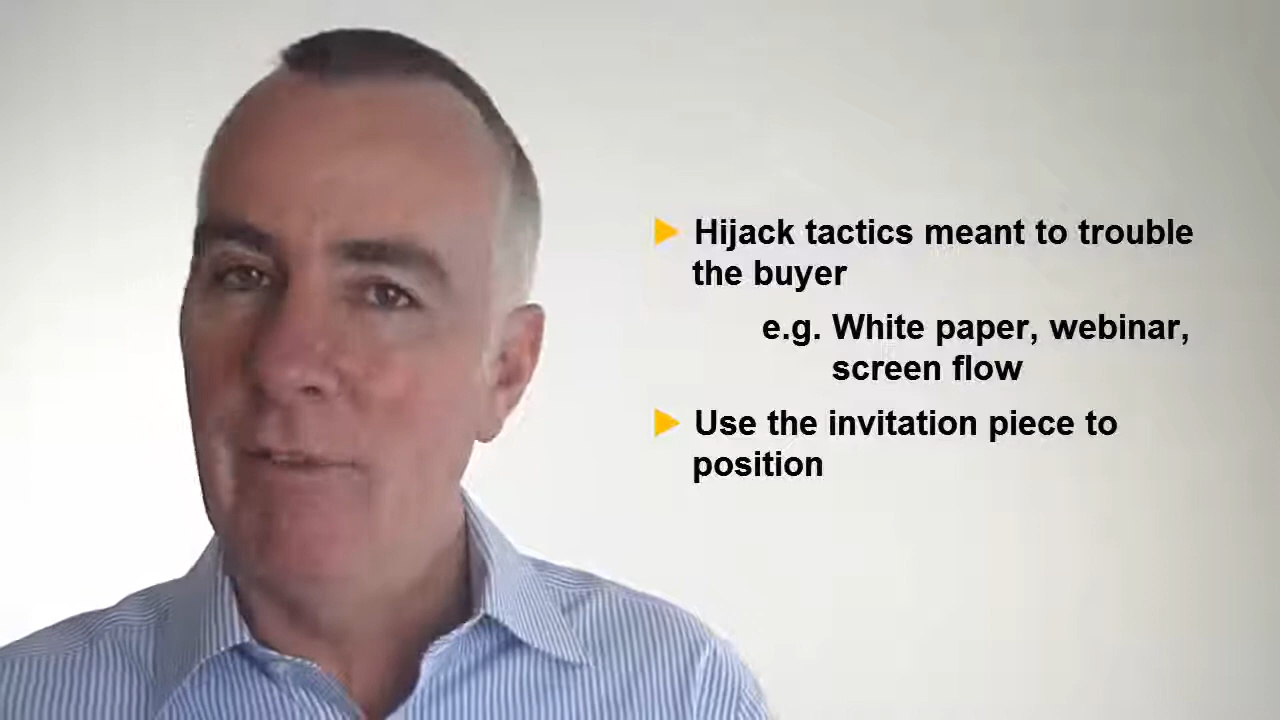 Hijack tactics meant to trouble
the buyer
e.g. White paper, webinar,
screen flow
Use the invitation piece to
position